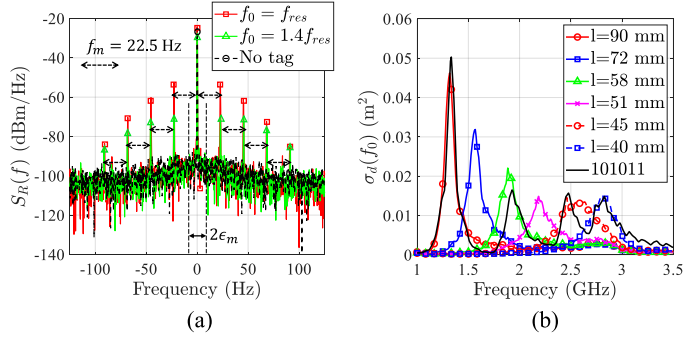 -20
-40
-60
-80
-100
-120
-140
-100
-50
0
50
100
S_R(f) (dBm/Hz)
Frequency (Hz)
f_m = 22.5 Hz
f_0 = f_res
f_0 = 1.4f_res
No tag
2ϵ_m
(a)
0.06
0.05
0.04
0.03
0.02
0.01
0
1
1.5
2
2.5
3
3.5
σ_d(f_0) (m²)
Frequency (GHz)
l=90 mm
l=72 mm
l=58 mm
l=51 mm
l=45 mm
l=40 mm
101011
(b)